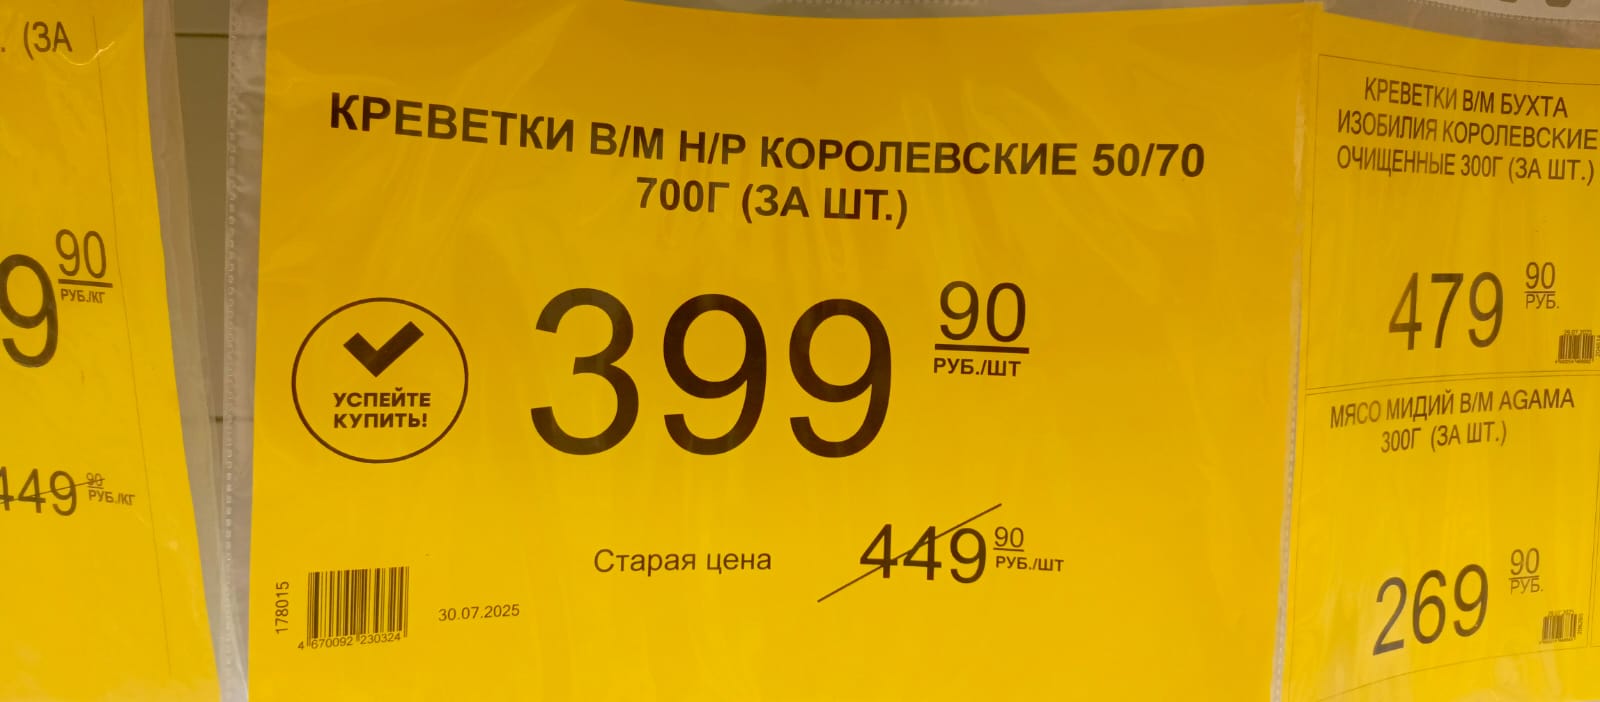 . (ЗА
9 90
РУБ./КГ
449 90
РУБ./КГ
КРЕВЕТКИ В/М Н/Р КОРОЛЕВСКИЕ 50/70
700Г (ЗА ШТ.)
УСПЕЙТЕ
КУПИТЬ!
399 90
РУБ./ШТ
Старая цена 449 90
РУБ./ШТ
178015
4 670092 230324
30.07.2025
КРЕВЕТКИ В/М БУХТА
ИЗОБИЛИЯ КОРОЛЕВСКИЕ
ОЧИЩЕННЫЕ 300Г (ЗА ШТ.)
479 90
РУБ.
МЯСО МИДИЙ В/М AGAMA
300Г (ЗА ШТ.)
269 90
РУБ.